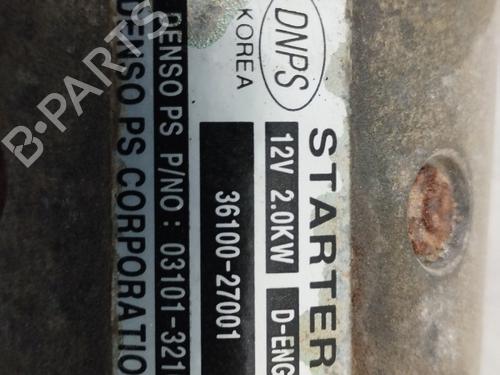 DNPS
KOREA
STARTER
12V 2.0KW D-ENG
36100-27001
DENSO PS P/NO : 03101-321
DENSO PS CORPORATIO
B-PARTS